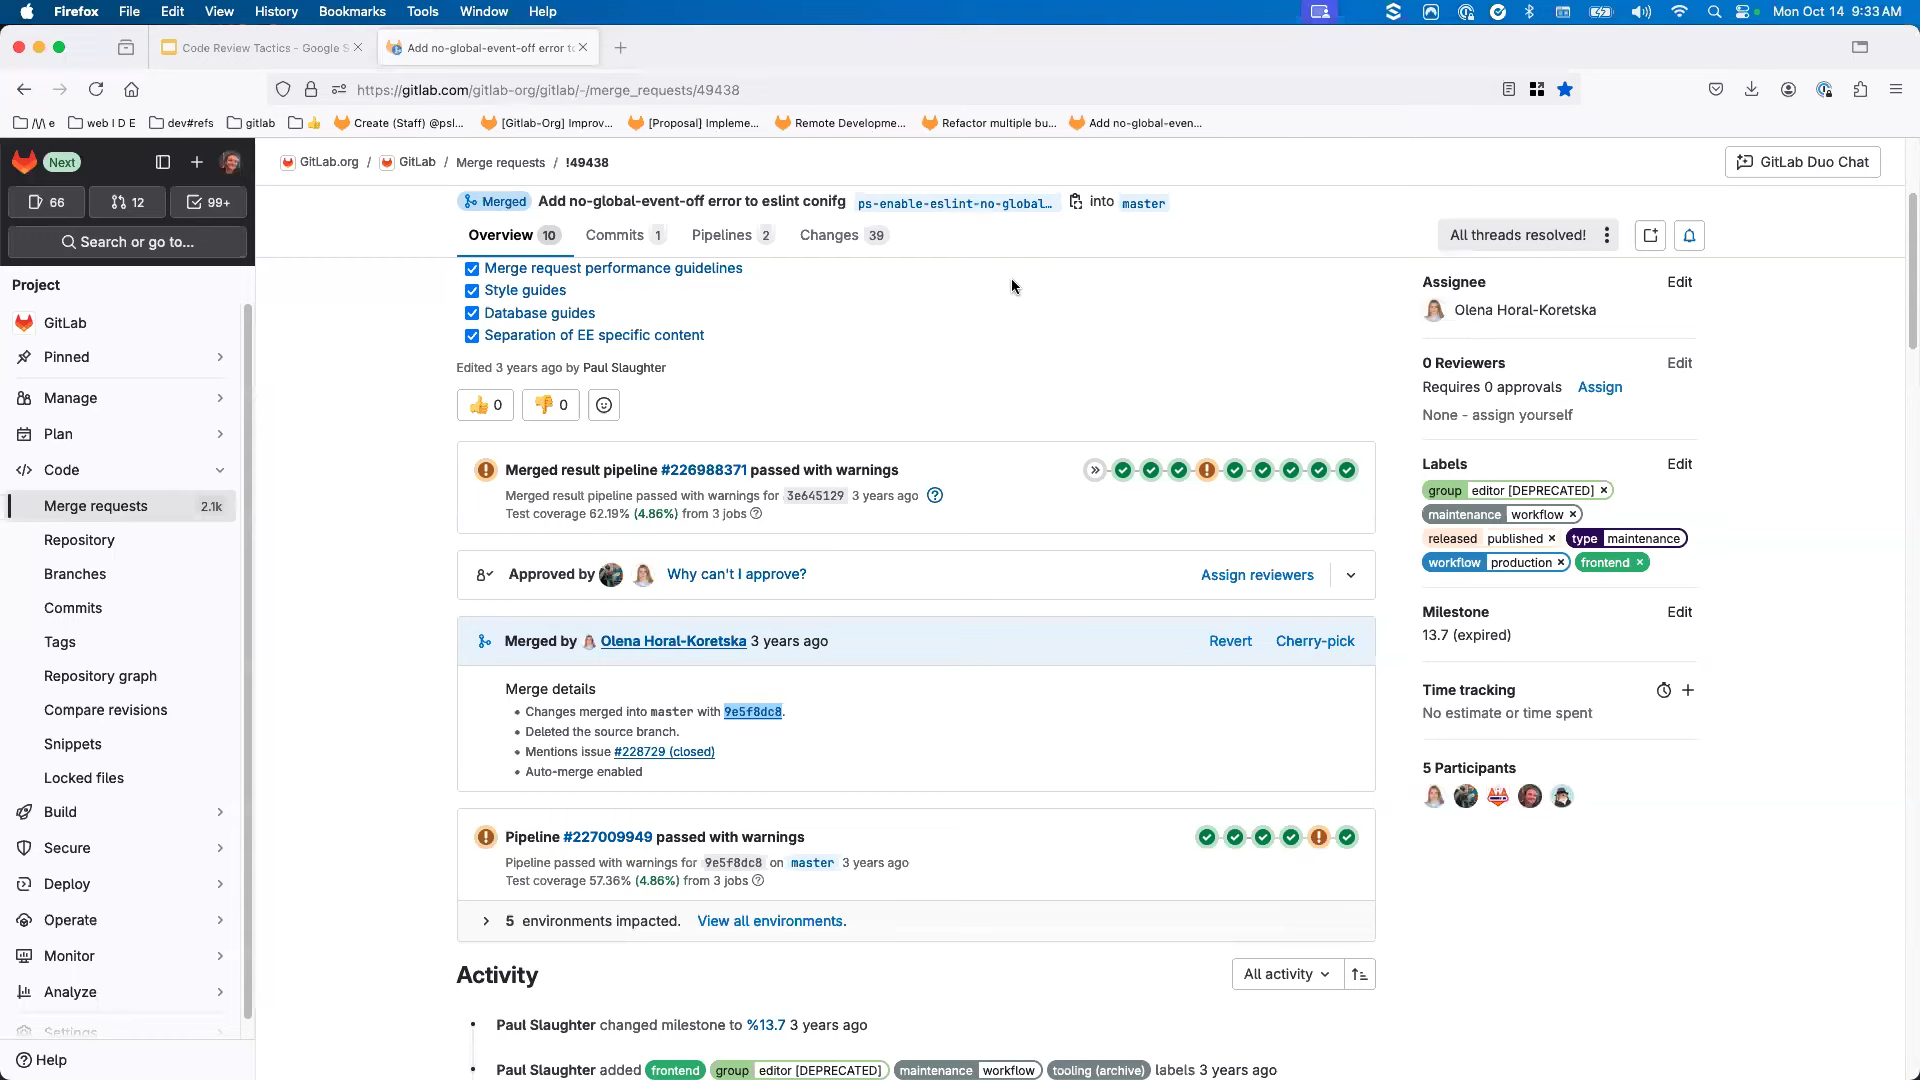 Firefox File Edit View History Bookmarks Tools Window Help Mon Oct 14 9:33 AM
Code Review Tactics - Google S Add no-global-event-off error to
https://gitlab.com/gitlab-org/gitlab/-/merge_requests/49438
/\/\ e web I D E dev#refs gitlab 👍 Create (Staff) @psl... [Gitlab-Org] Improv... [Proposal] Impleme... Remote Developme... Refactor multiple bu... Add no-global-even...
Next
GitLab.org / GitLab / Merge requests / !49438
GitLab Duo Chat
66 12 99+
Merged Add no-global-event-off error to eslint conifg ps-enable-eslint-no-global... into master
Search or go to...
Overview 10 Commits 1 Pipelines 2 Changes 39
All threads resolved!
Project
GitLab
Pinned
Manage
Plan
Code
Merge requests 2.1k
Repository
Branches
Commits
Tags
Repository graph
Compare revisions
Snippets
Locked files
Build
Secure
Deploy
Operate
Monitor
Analyze
Settings
Help
Merge request performance guidelines
Style guides
Database guides
Separation of EE specific content
Edited 3 years ago by Paul Slaughter
👍 0 👎 0
Merged result pipeline #226988371 passed with warnings
Merged result pipeline passed with warnings for 3e645129 3 years ago
Test coverage 62.19% (4.86%) from 3 jobs
Approved by Why can't I approve? Assign reviewers
Merged by Olena Horal-Koretska 3 years ago Revert Cherry-pick
Merge details
• Changes merged into master with 9e5f8dc8.
• Deleted the source branch.
• Mentions issue #228729 (closed)
• Auto-merge enabled
Pipeline #227009949 passed with warnings
Pipeline passed with warnings for 9e5f8dc8 on master 3 years ago
Test coverage 57.36% (4.86%) from 3 jobs
5 environments impacted. View all environments.
Activity
All activity
Paul Slaughter changed milestone to %13.7 3 years ago
Paul Slaughter added frontend group editor [DEPRECATED] maintenance workflow tooling (archive) labels 3 years ago
Assignee Edit
Olena Horal-Koretska
0 Reviewers Edit
Requires 0 approvals Assign
None - assign yourself
Labels Edit
group editor [DEPRECATED] ×
maintenance workflow ×
released published × type maintenance
workflow production × frontend ×
Milestone Edit
13.7 (expired)
Time tracking
No estimate or time spent
5 Participants